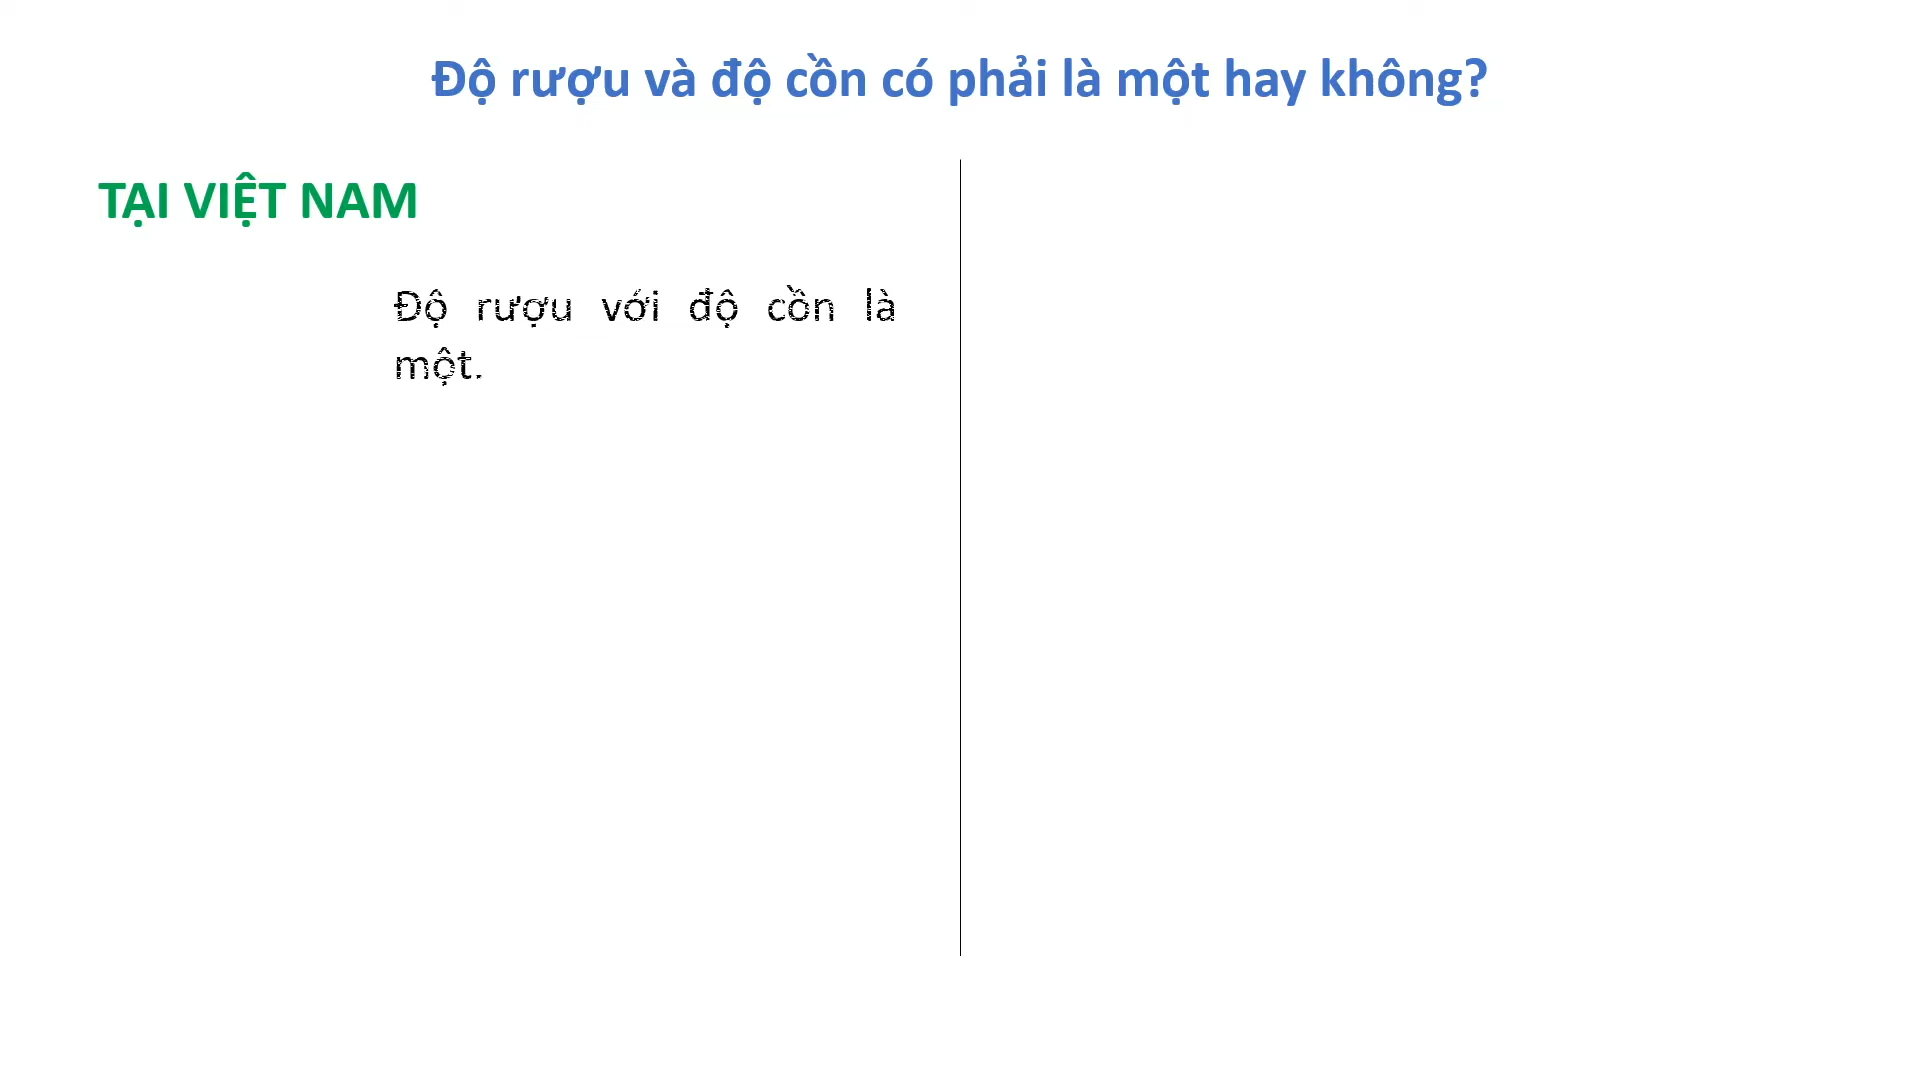 Độ rượu và độ cồn có phải là một hay không?
TẠI VIỆT NAM
Độ rượu với độ cồn là
một.